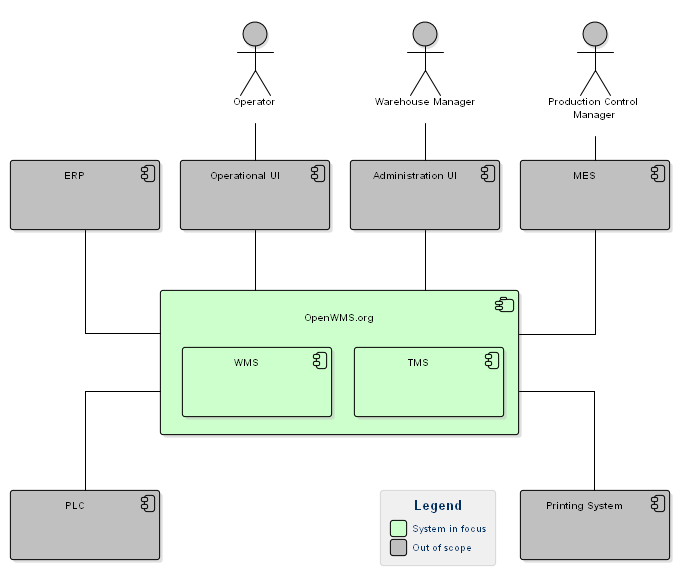 Operator
Warehouse Manager
Production Control
Manager
ERP
Operational UI
Administration UI
MES
OpenWMS.org
WMS
TMS
PLC
Legend
System in focus
Out of scope
Printing System